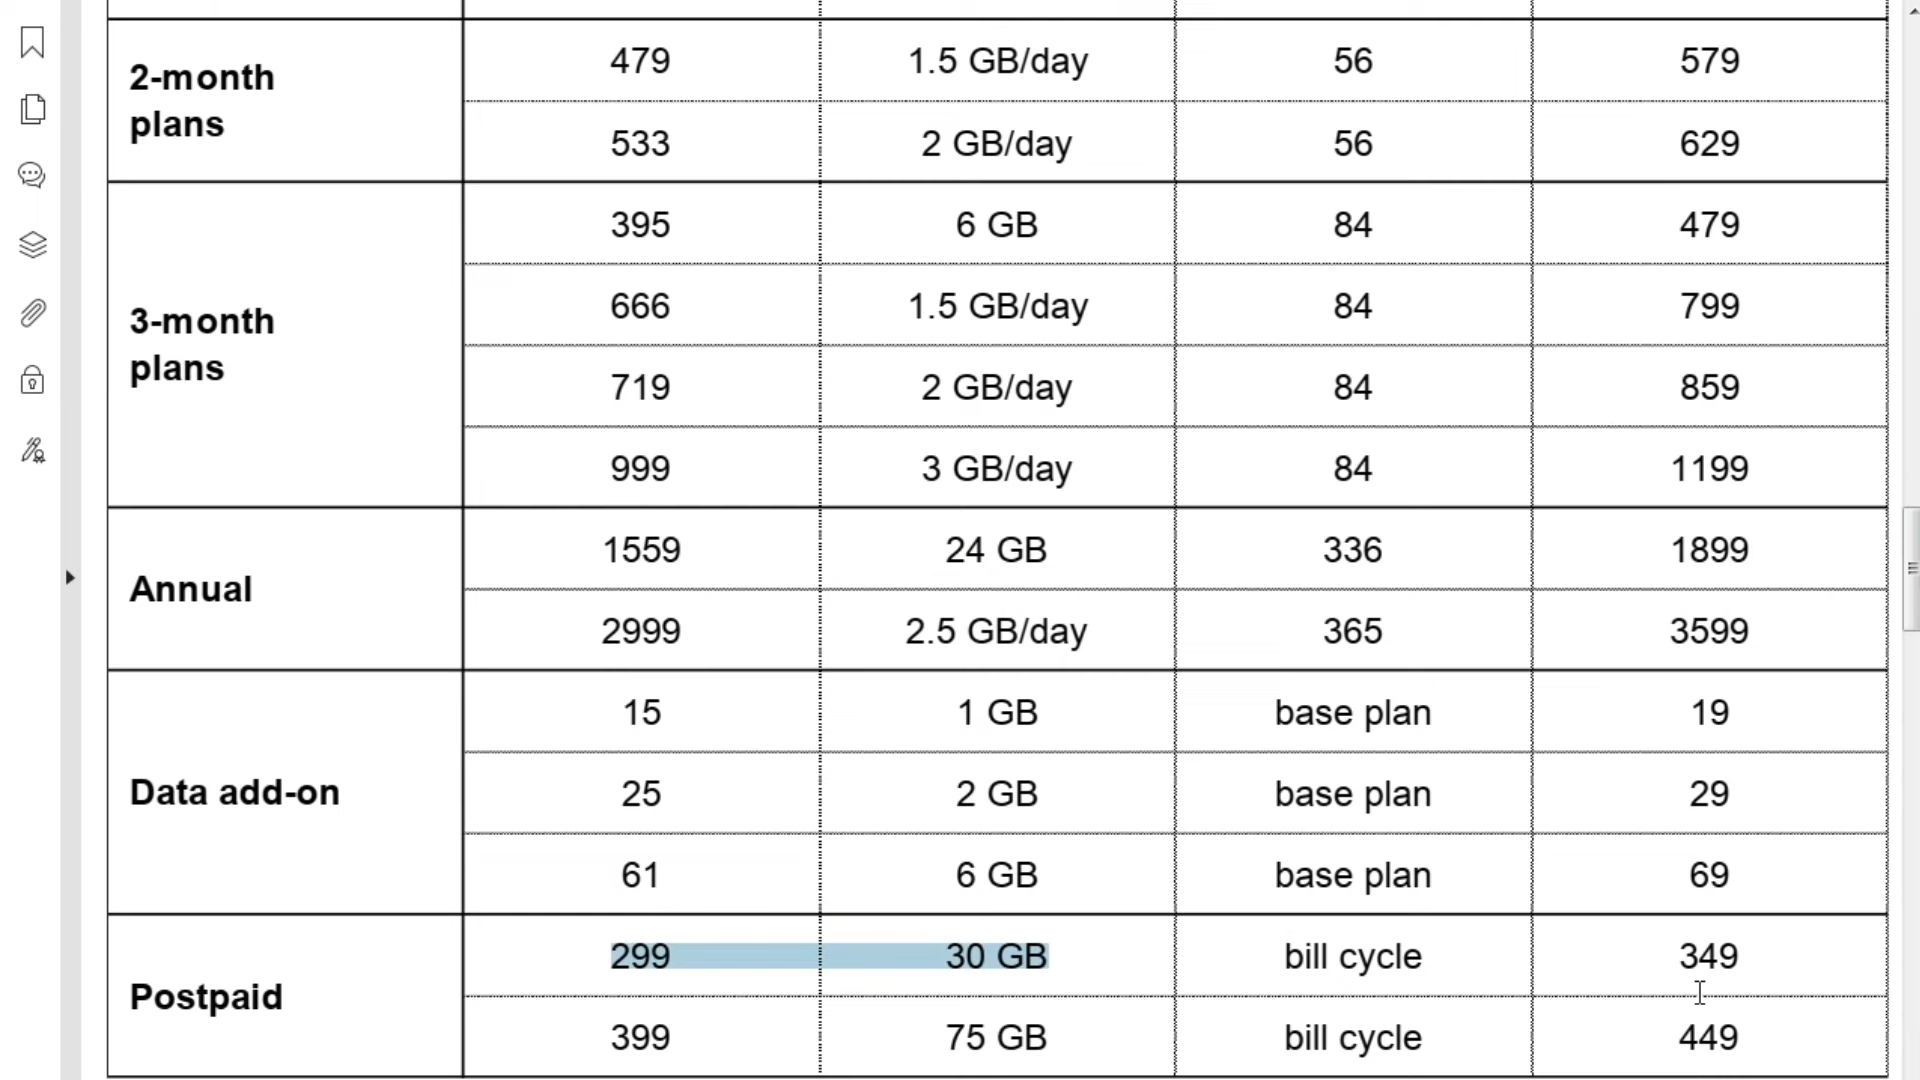 2-month
plans
479 1.5 GB/day 56 579
533 2 GB/day 56 629
3-month
plans
395 6 GB 84 479
666 1.5 GB/day 84 799
719 2 GB/day 84 859
999 3 GB/day 84 1199
Annual
1559 24 GB 336 1899
2999 2.5 GB/day 365 3599
Data add-on
15 1 GB base plan 19
25 2 GB base plan 29
61 6 GB base plan 69
Postpaid
299 30 GB bill cycle 349
399 75 GB bill cycle 449